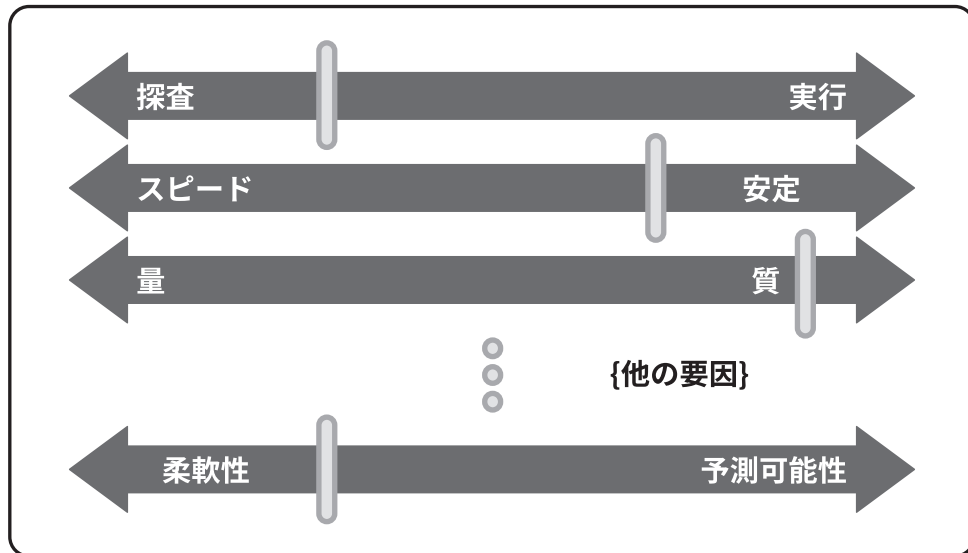 探査 実行
スピード 安定
量 質
{他の要因}
柔軟性 予測可能性